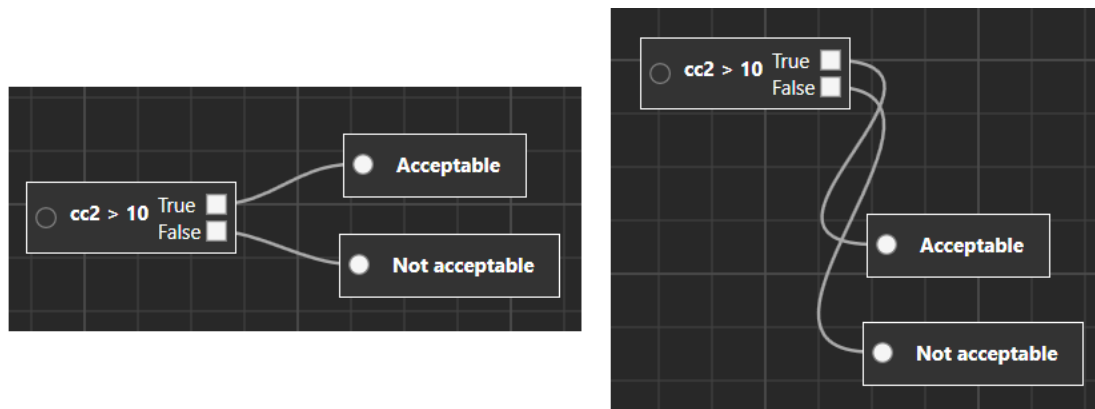 cc2 > 10 True
False
Acceptable
Not acceptable
cc2 > 10 True
False
Acceptable
Not acceptable